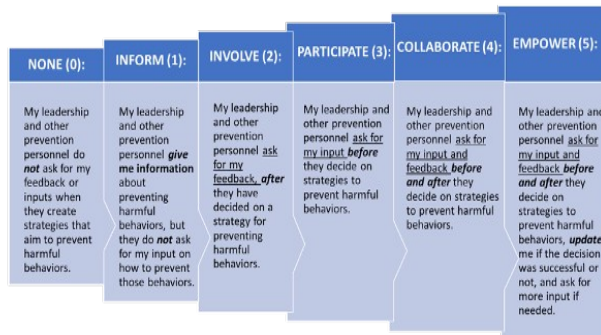 NONE (0):
My leadership
and other
prevention
personnel do
not ask for my
feedback or
inputs when
they create
strategies that
aim to prevent
harmful
behaviors.
INFORM (1):
My leadership
and other
prevention
personnel give
me information
about
preventing
harmful
behaviors, but
they do not ask
for my input on
how to prevent
those behaviors.
INVOLVE (2):
My leadership
and other
prevention
personnel ask
for my
feedback, after
they have
decided on a
strategy for
preventing
harmful
behaviors.
PARTICIPATE (3):
My leadership and
other prevention
personnel ask for
my input before
they decide on
strategies to
prevent harmful
behaviors.
COLLABORATE (4):
My leadership and
other prevention
personnel ask for
my input and
feedback before
and after they
decide on strategies
to prevent harmful
behaviors.
EMPOWER (5):
My leadership and
other prevention
personnel ask for
my input and
feedback before
and after they
decide on
strategies to
prevent harmful
behaviors, update
me if the decision
was successful or
not, and ask for
more input if
needed.